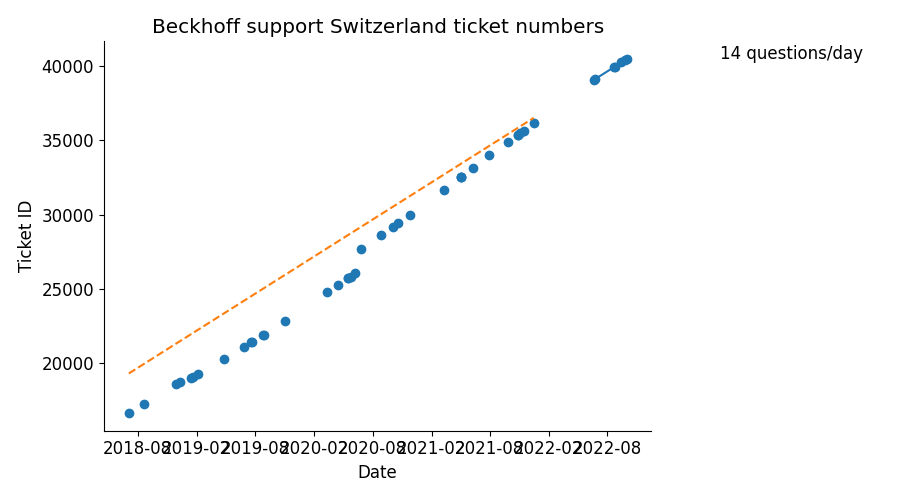 Beckhoff support Switzerland ticket numbers
14 questions/day
40000
35000
30000
25000
20000
Ticket ID
2018-08 2019-02 2019-08 2020-02 2020-08 2021-02 2021-08 2022-02 2022-08
Date